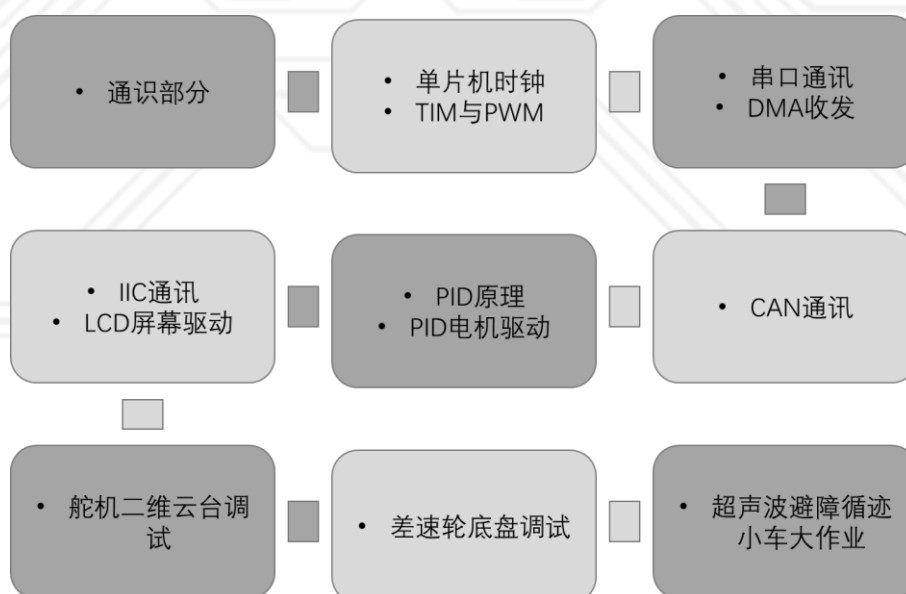 • 通识部分
• 单片机时钟
• TIM与PWM
• 串口通讯
• DMA收发
• IIC通讯
• LCD屏幕驱动
• PID原理
• PID电机驱动
• CAN通讯
• 舵机二维云台调
试
• 差速轮底盘调试
• 超声波避障循迹
小车大作业